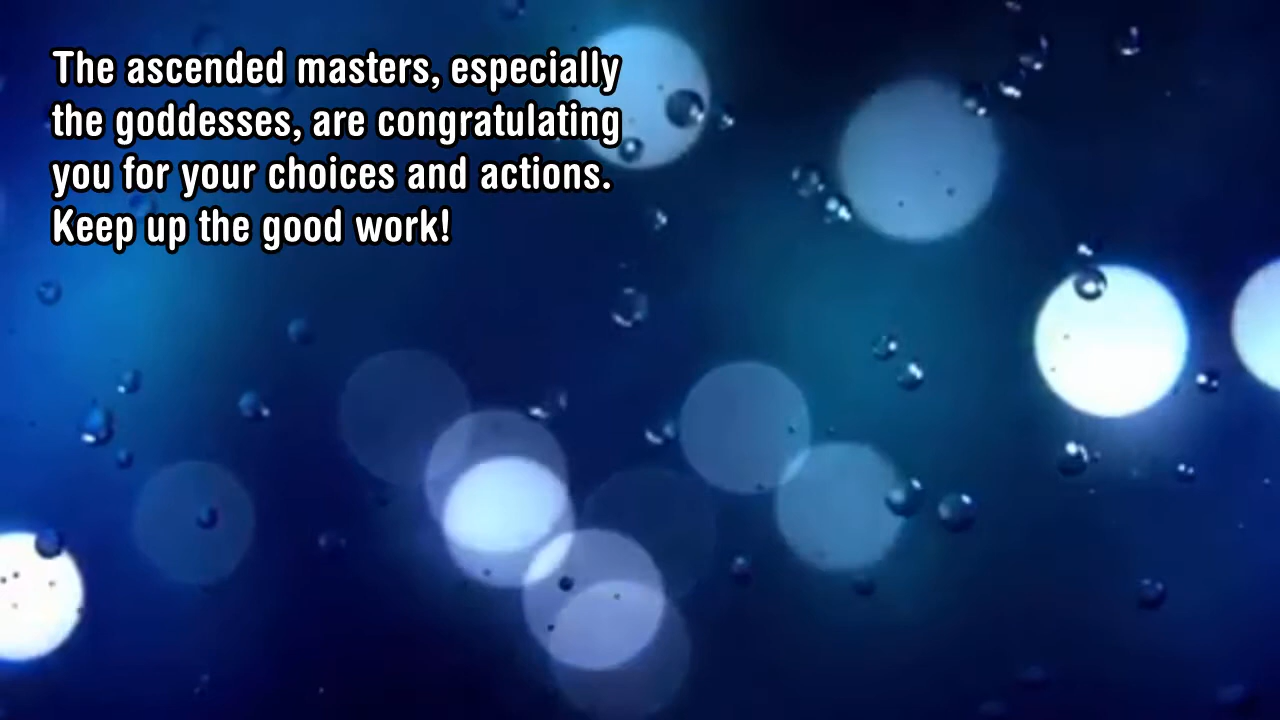 The ascended masters, especially
the goddesses, are congratulating
you for your choices and actions.
Keep up the good work!